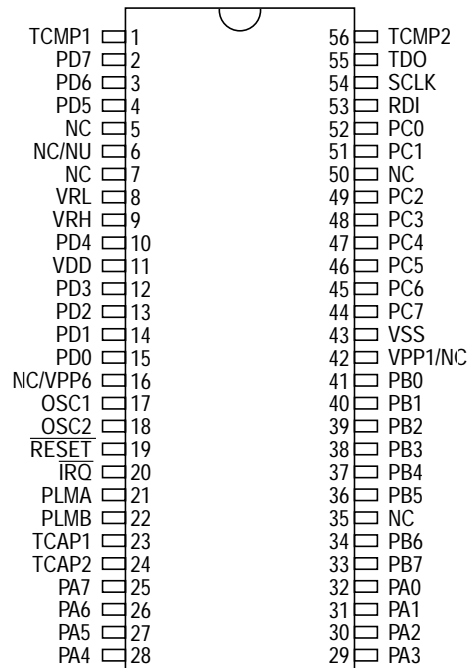 TCMP1 1 56 TCMP2
PD7 2 55 TDO
PD6 3 54 SCLK
PD5 4 53 RDI
NC 5 52 PC0
NC/NU 6 51 PC1
NC 7 50 NC
VRL 8 49 PC2
VRH 9 48 PC3
PD4 10 47 PC4
VDD 11 46 PC5
PD3 12 45 PC6
PD2 13 44 PC7
PD1 14 43 VSS
PD0 15 42 VPP1/NC
NC/VPP6 16 41 PB0
OSC1 17 40 PB1
OSC2 18 39 PB2
RESET 19 38 PB3
IRQ 20 37 PB4
PLMA 21 36 PB5
PLMB 22 35 NC
TCAP1 23 34 PB6
TCAP2 24 33 PB7
PA7 25 32 PA0
PA6 26 31 PA1
PA5 27 30 PA2
PA4 28 29 PA3